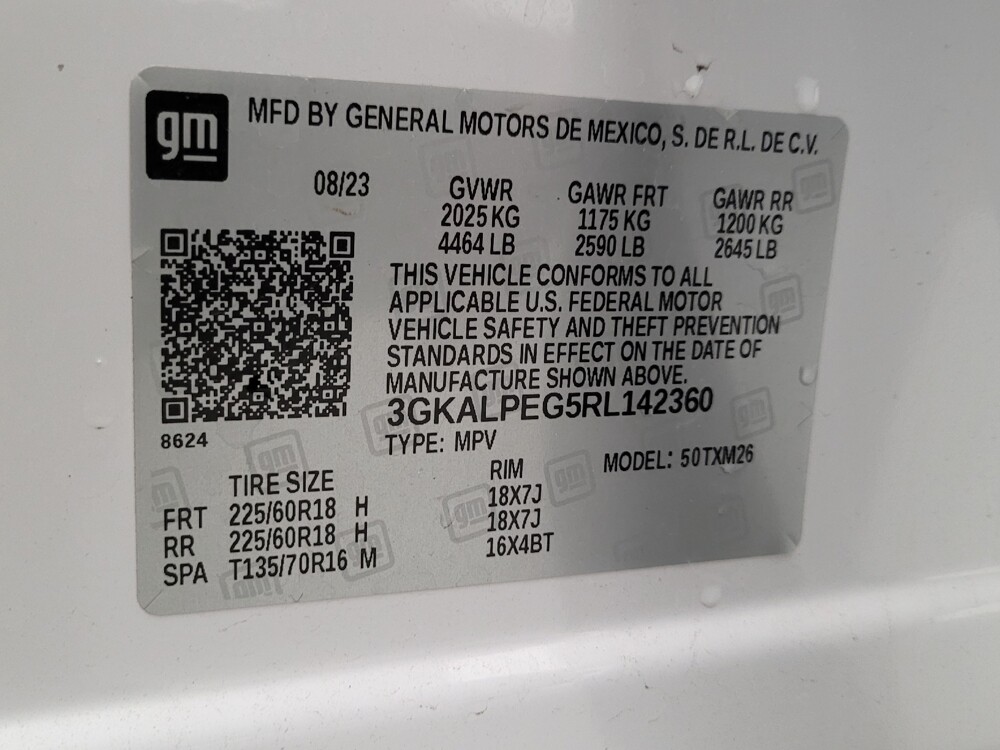 gm MFD BY GENERAL MOTORS DE MEXICO, S. DE R.L. DE C.V.
08/23 GVWR GAWR FRT GAWR RR
2025 KG 1175 KG 1200 KG
4464 LB 2590 LB 2645 LB
THIS VEHICLE CONFORMS TO ALL
APPLICABLE U.S. FEDERAL MOTOR
VEHICLE SAFETY AND THEFT PREVENTION
STANDARDS IN EFFECT ON THE DATE OF
MANUFACTURE SHOWN ABOVE.
3GKALPEG5RL142360
8624
TYPE: MPV MODEL: 50TXM26
TIRE SIZE RIM
FRT 225/60R18 H 18X7J
RR 225/60R18 H 18X7J
SPA T135/70R16 M 16X4BT